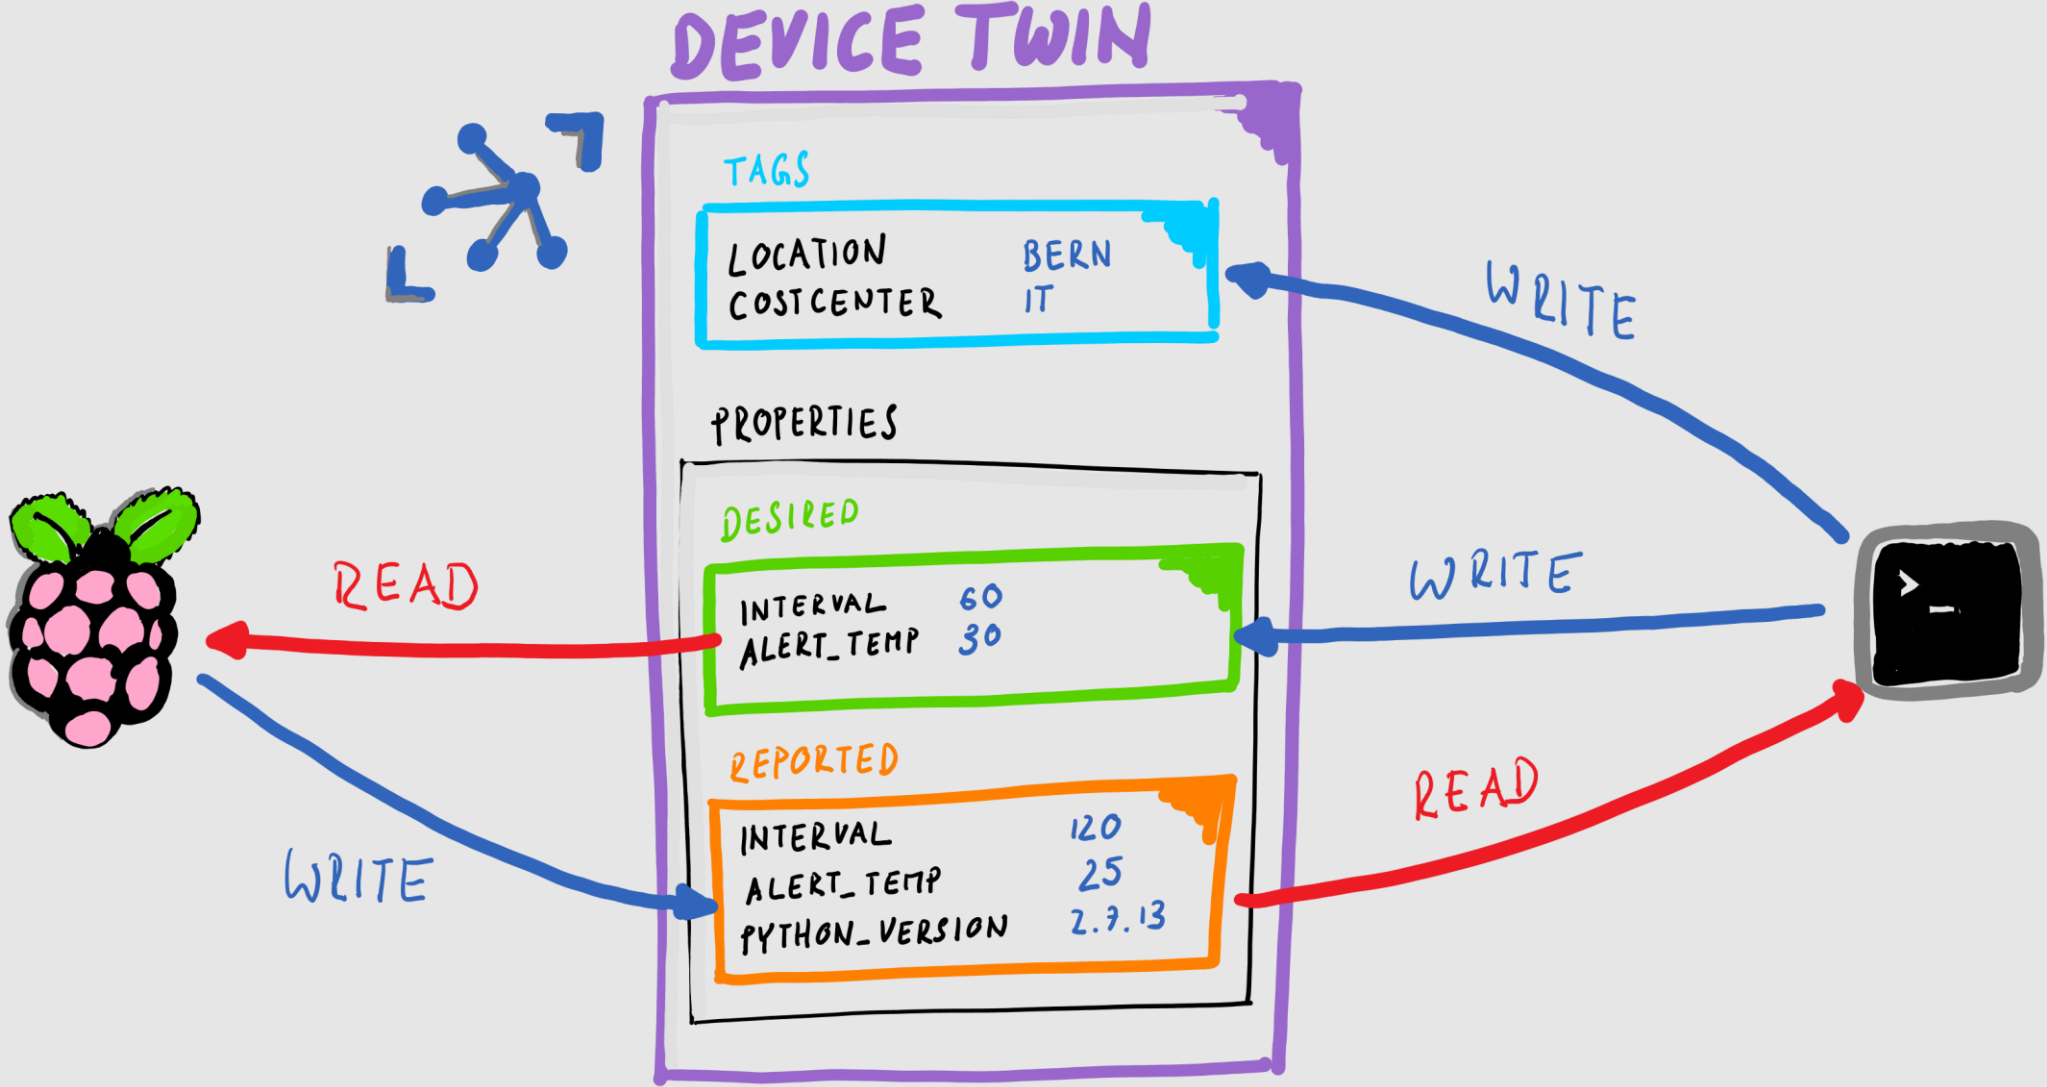 DEVICE TWIN
TAGS
LOCATION BERN
COSTCENTER IT
WRITE
PROPERTIES
DESIRED
READ
INTERVAL 60
ALERT_TEMP 30
WRITE
>_
REPORTED
INTERVAL 120
ALERT_TEMP 25
PYTHON_VERSION 2.7.13
WRITE
READ